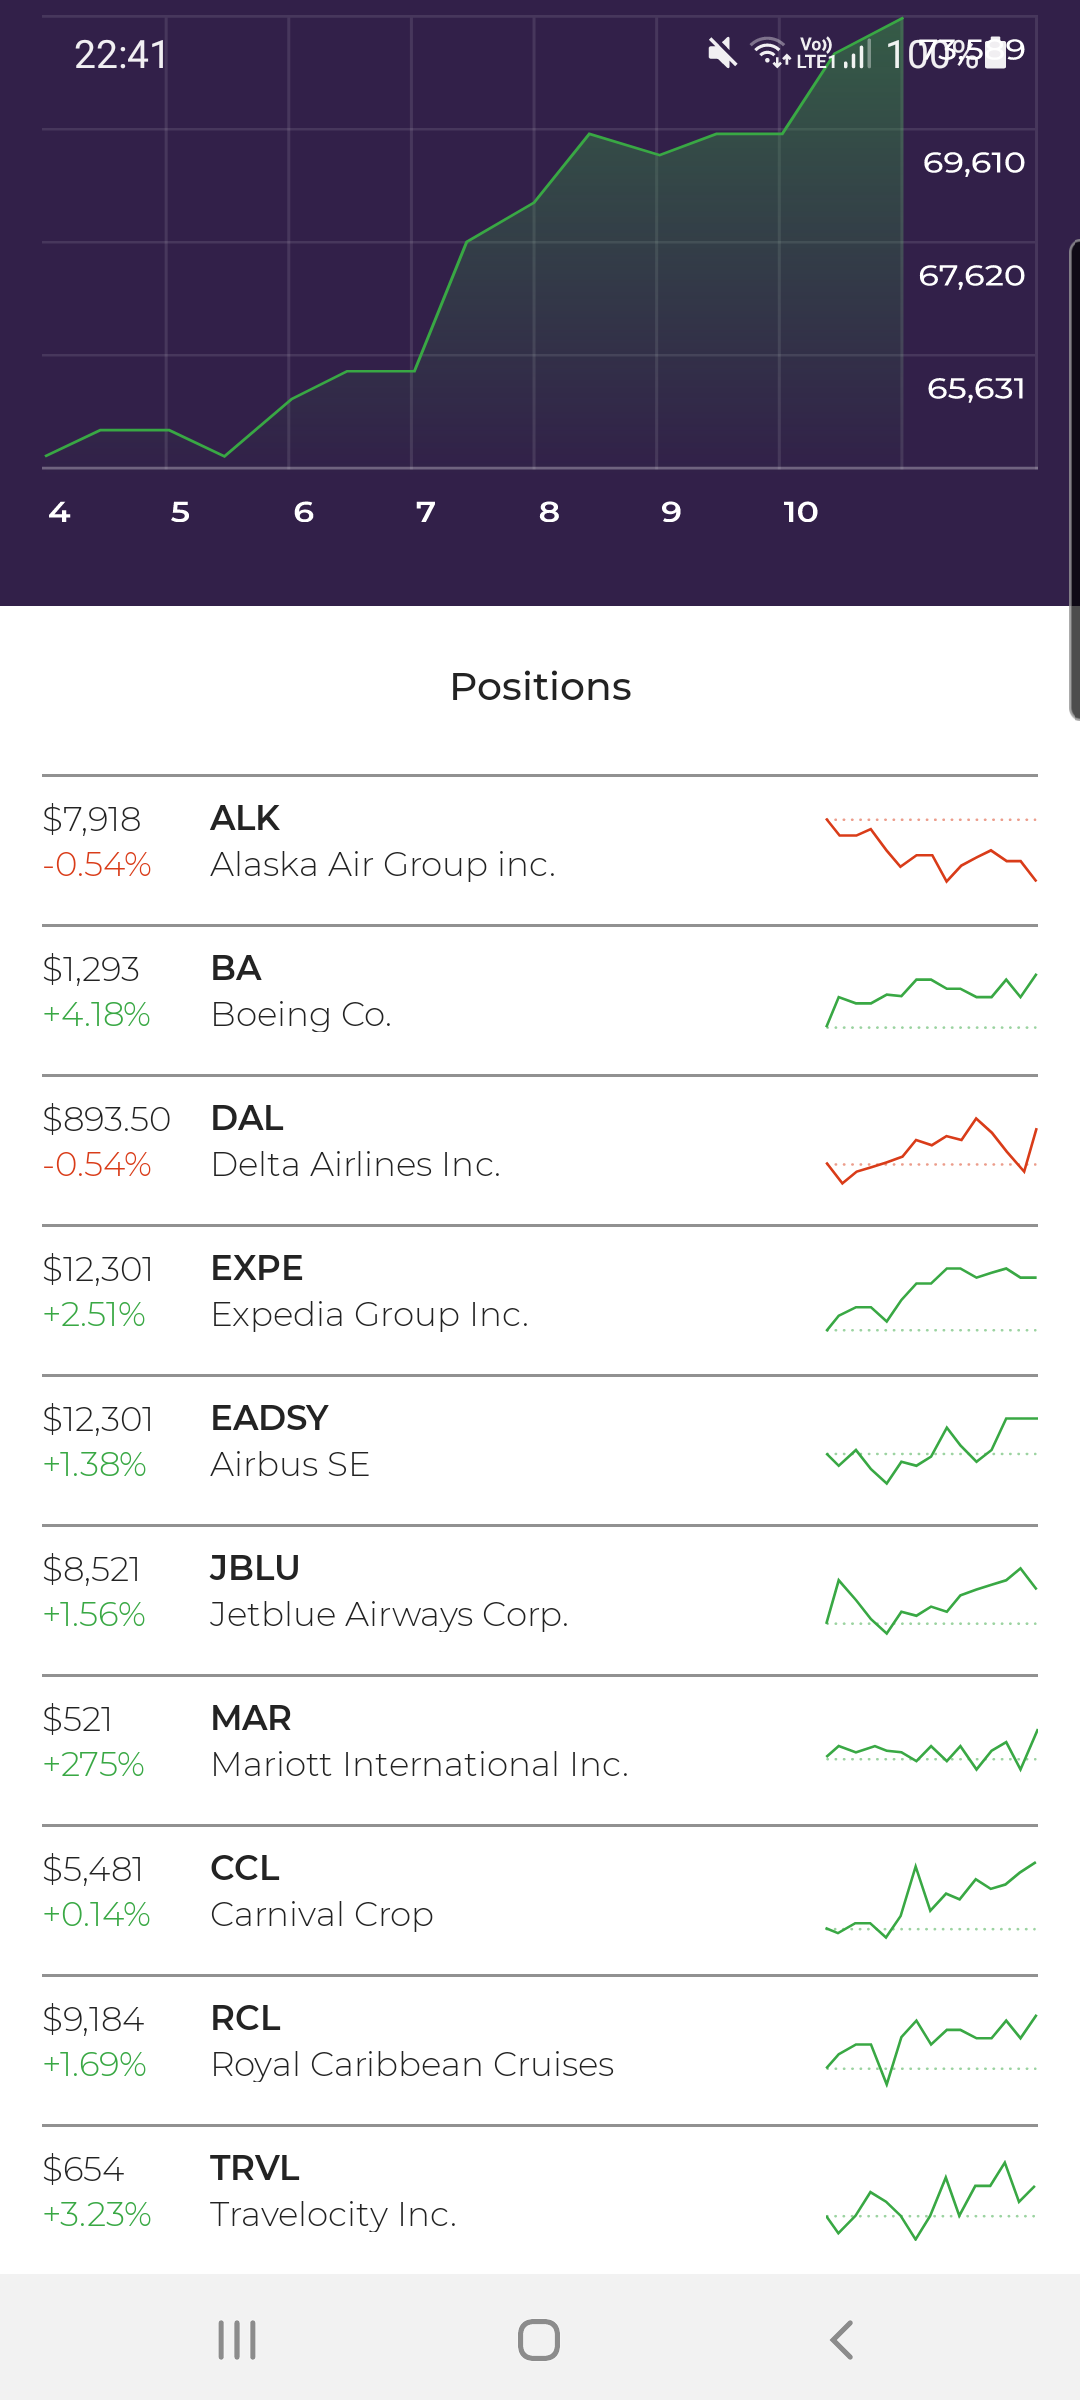 22:41
Vo))
LTE1
100%
73,589
69,610
67,620
65,631
4 5 6 7 8 9 10
Positions
$7,918 ALK
-0.54% Alaska Air Group inc.
$1,293 BA
+4.18% Boeing Co.
$893.50 DAL
-0.54% Delta Airlines Inc.
$12,301 EXPE
+2.51% Expedia Group Inc.
$12,301 EADSY
+1.38% Airbus SE
$8,521 JBLU
+1.56% Jetblue Airways Corp.
$521 MAR
+275% Mariott International Inc.
$5,481 CCL
+0.14% Carnival Crop
$9,184 RCL
+1.69% Royal Caribbean Cruises
$654 TRVL
+3.23% Travelocity Inc.